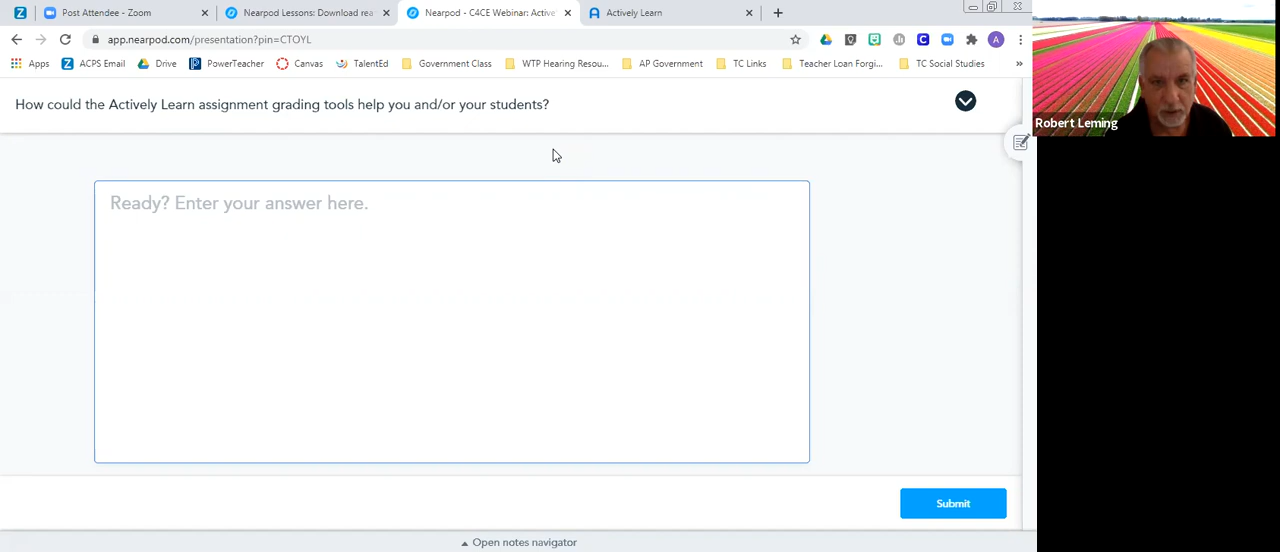 Post Attendee - Zoom
Nearpod Lessons: Download rea
Nearpod - C4CE Webinar: Active
Actively Learn
app.nearpod.com/presentation?pin=CTOYL
A
Apps
ACPS Email
Drive
PowerTeacher
Canvas
TalentEd
Government Class
WTP Hearing Resou...
AP Government
TC Links
Teacher Loan Forgi...
TC Social Studies
»
How could the Actively Learn assignment grading tools help you and/or your students?
Robert Leming
Ready? Enter your answer here.
Submit
Open notes navigator